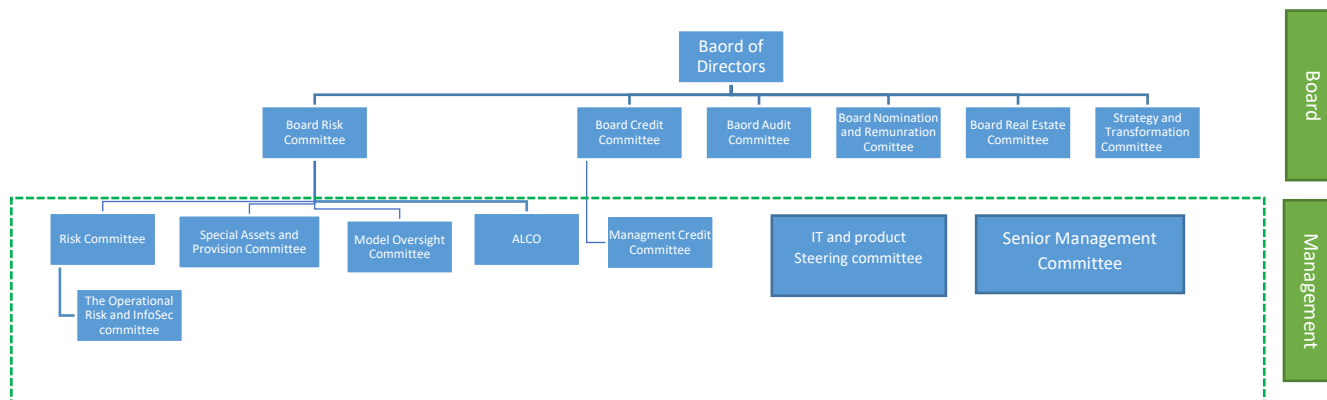 Baord of
Directors
Board
Board Risk
Committee
Board Credit
Committee
Baord Audit
Committee
Board Nomination
and Remunration
Comittee
Board Real Estate
Committee
Strategy and
Transformation
Committee
Risk Committee
Special Assets and
Provision Committee
Model Oversight
Committee
ALCO
Managment Credit
Committee
IT and product
Steering committee
Senior Management
Committee
Management
The Operational
Risk and InfoSec
committee